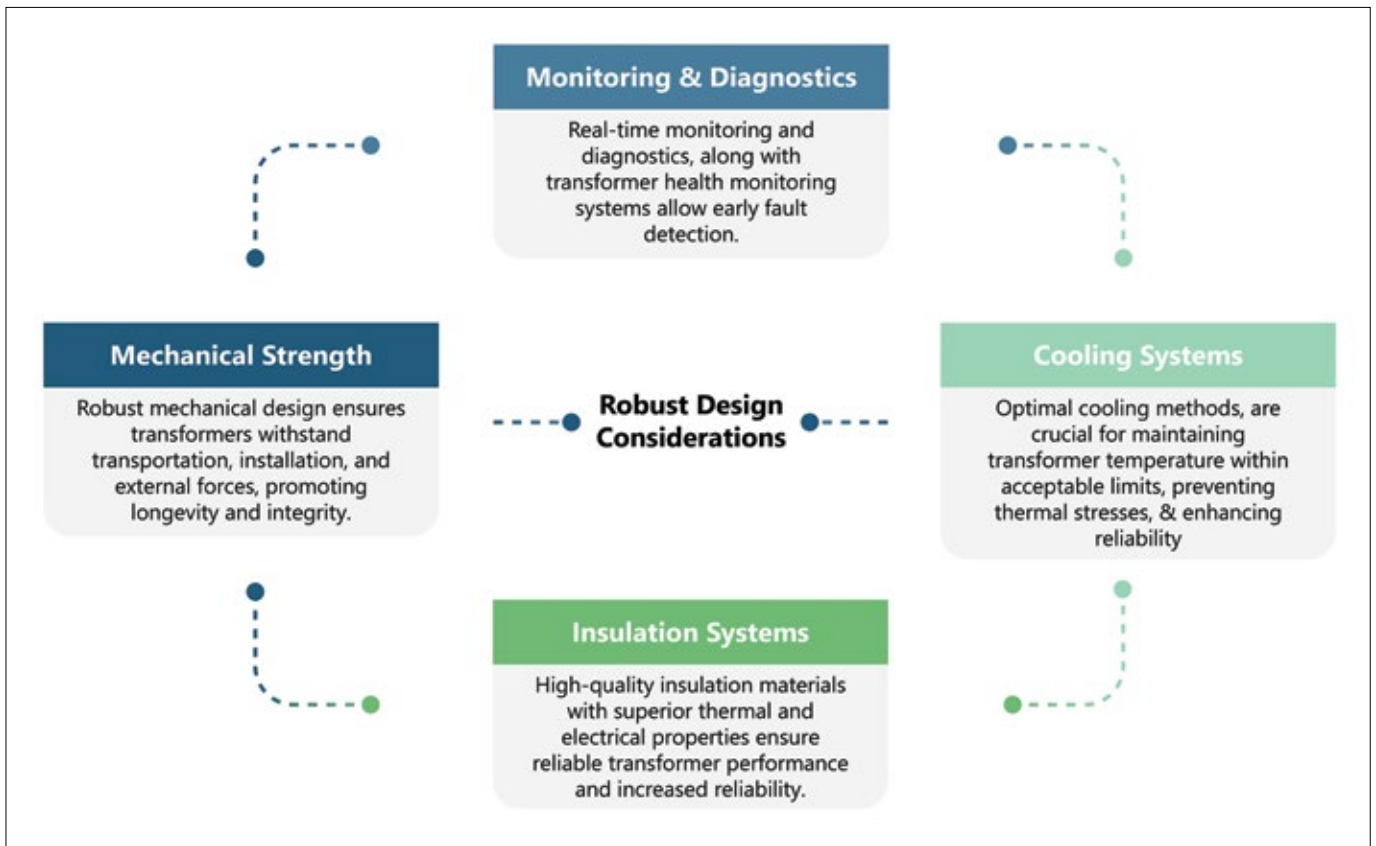 Monitoring & Diagnostics
Real-time monitoring and
diagnostics, along with
transformer health monitoring
systems allow early fault
detection.
Mechanical Strength
Robust mechanical design ensures
transformers withstand
transportation, installation, and
external forces, promoting
longevity and integrity.
Robust Design
Considerations
Cooling Systems
Optimal cooling methods, are
crucial for maintaining
transformer temperature within
acceptable limits, preventing
thermal stresses, & enhancing
reliability
Insulation Systems
High-quality insulation materials
with superior thermal and
electrical properties ensure
reliable transformer performance
and increased reliability.